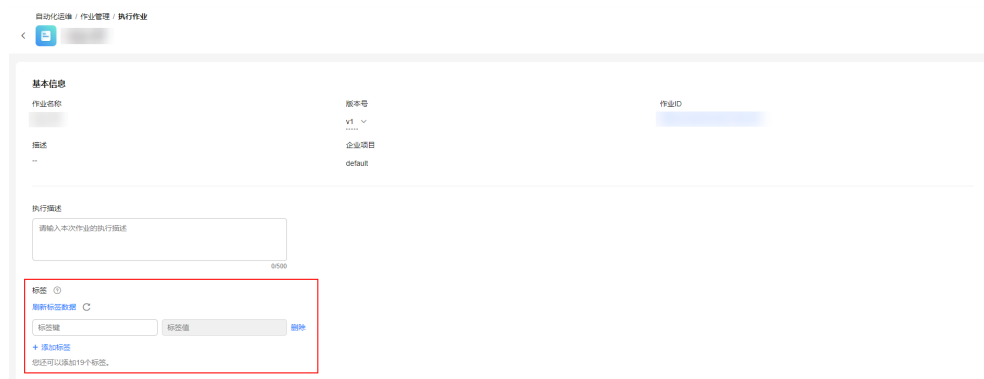 自动化运维 / 作业管理 / 执行作业
基本信息
作业名称 版本号 作业ID
v1
描述 企业项目
-- default
执行描述
请输入本次作业的执行描述
0/500
标签
刷新标签数据
标签键 标签值 删除
+ 添加标签
您还可以添加19个标签。